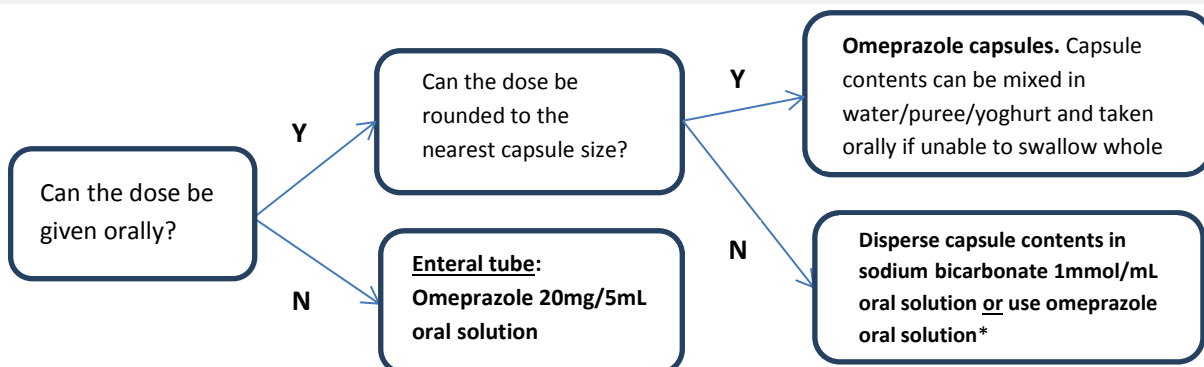 Can the dose be
given orally?
Y
N
Can the dose be
rounded to the
nearest capsule size?
Enteral tube:
Omeprazole 20mg/5mL
oral solution
Y
N
Omeprazole capsules. Capsule
contents can be mixed in
water/puree/yoghurt and taken
orally if unable to swallow whole
Disperse capsule contents in
sodium bicarbonate 1mmol/mL
oral solution or use omeprazole
oral solution*